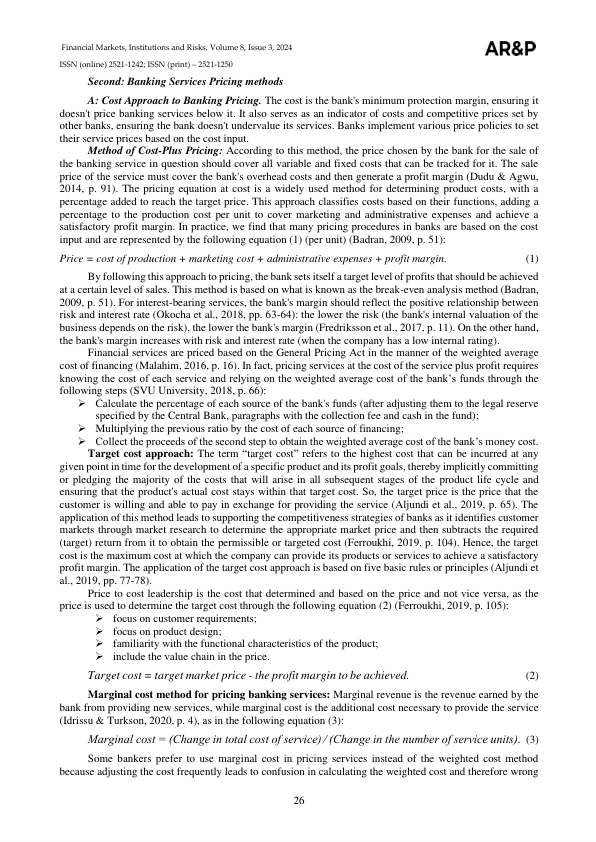 Financial Markets, Institutions and Risks, Volume 8, Issue 3, 2024
AR&P
ISSN (online) 2521-1242; ISSN (print) – 2521-1250
Second: Banking Services Pricing methods
A: Cost Approach to Banking Pricing. The cost is the bank's minimum protection margin, ensuring it
doesn't price banking services below it. It also serves as an indicator of costs and competitive prices set by
other banks, ensuring the bank doesn't undervalue its services. Banks implement various price policies to set
their service prices based on the cost input.
Method of Cost-Plus Pricing: According to this method, the price chosen by the bank for the sale of
the banking service in question should cover all variable and fixed costs that can be tracked for it. The sale
price of the service must cover the bank's overhead costs and then generate a profit margin (Dudu & Agwu,
2014, p. 91). The pricing equation at cost is a widely used method for determining product costs, with a
percentage added to reach the target price. This approach classifies costs based on their functions, adding a
percentage to the production cost per unit to cover marketing and administrative expenses and achieve a
satisfactory profit margin. In practice, we find that many pricing procedures in banks are based on the cost
input and are represented by the following equation (1) (per unit) (Badran, 2009, p. 51):
Price = cost of production + marketing cost + administrative expenses + profit margin. (1)
By following this approach to pricing, the bank sets itself a target level of profits that should be achieved
at a certain level of sales. This method is based on what is known as the break-even analysis method (Badran,
2009, p. 51). For interest-bearing services, the bank's margin should reflect the positive relationship between
risk and interest rate (Okocha et al., 2018, pp. 63-64): the lower the risk (the bank's internal valuation of the
business depends on the risk), the lower the bank's margin (Fredriksson et al., 2017, p. 11). On the other hand,
the bank's margin increases with risk and interest rate (when the company has a low internal rating).
Financial services are priced based on the General Pricing Act in the manner of the weighted average
cost of financing (Malahim, 2016, p. 16). In fact, pricing services at the cost of the service plus profit requires
knowing the cost of each service and relying on the weighted average cost of the bank’s funds through the
following steps (SVU University, 2018, p. 66):
➢ Calculate the percentage of each source of the bank's funds (after adjusting them to the legal reserve
specified by the Central Bank, paragraphs with the collection fee and cash in the fund);
➢ Multiplying the previous ratio by the cost of each source of financing;
➢ Collect the proceeds of the second step to obtain the weighted average cost of the bank’s money cost.
Target cost approach: The term “target cost” refers to the highest cost that can be incurred at any
given point in time for the development of a specific product and its profit goals, thereby implicitly committing
or pledging the majority of the costs that will arise in all subsequent stages of the product life cycle and
ensuring that the product's actual cost stays within that target cost. So, the target price is the price that the
customer is willing and able to pay in exchange for providing the service (Aljundi et al., 2019, p. 65). The
application of this method leads to supporting the competitiveness strategies of banks as it identifies customer
markets through market research to determine the appropriate market price and then subtracts the required
(target) return from it to obtain the permissible or targeted cost (Ferroukhi, 2019, p. 104). Hence, the target
cost is the maximum cost at which the company can provide its products or services to achieve a satisfactory
profit margin. The application of the target cost approach is based on five basic rules or principles (Aljundi et
al., 2019, pp. 77-78).
Price to cost leadership is the cost that determined and based on the price and not vice versa, as the
price is used to determine the target cost through the following equation (2) (Ferroukhi, 2019, p. 105):
➢ focus on customer requirements;
➢ focus on product design;
➢ familiarity with the functional characteristics of the product;
➢ include the value chain in the price.
Target cost = target market price - the profit margin to be achieved. (2)
Marginal cost method for pricing banking services: Marginal revenue is the revenue earned by the
bank from providing new services, while marginal cost is the additional cost necessary to provide the service
(Idrissu & Turkson, 2020, p. 4), as in the following equation (3):
Marginal cost = (Change in total cost of service) / (Change in the number of service units). (3)
Some bankers prefer to use marginal cost in pricing services instead of the weighted cost method
because adjusting the cost frequently leads to confusion in calculating the weighted cost and therefore wrong
26